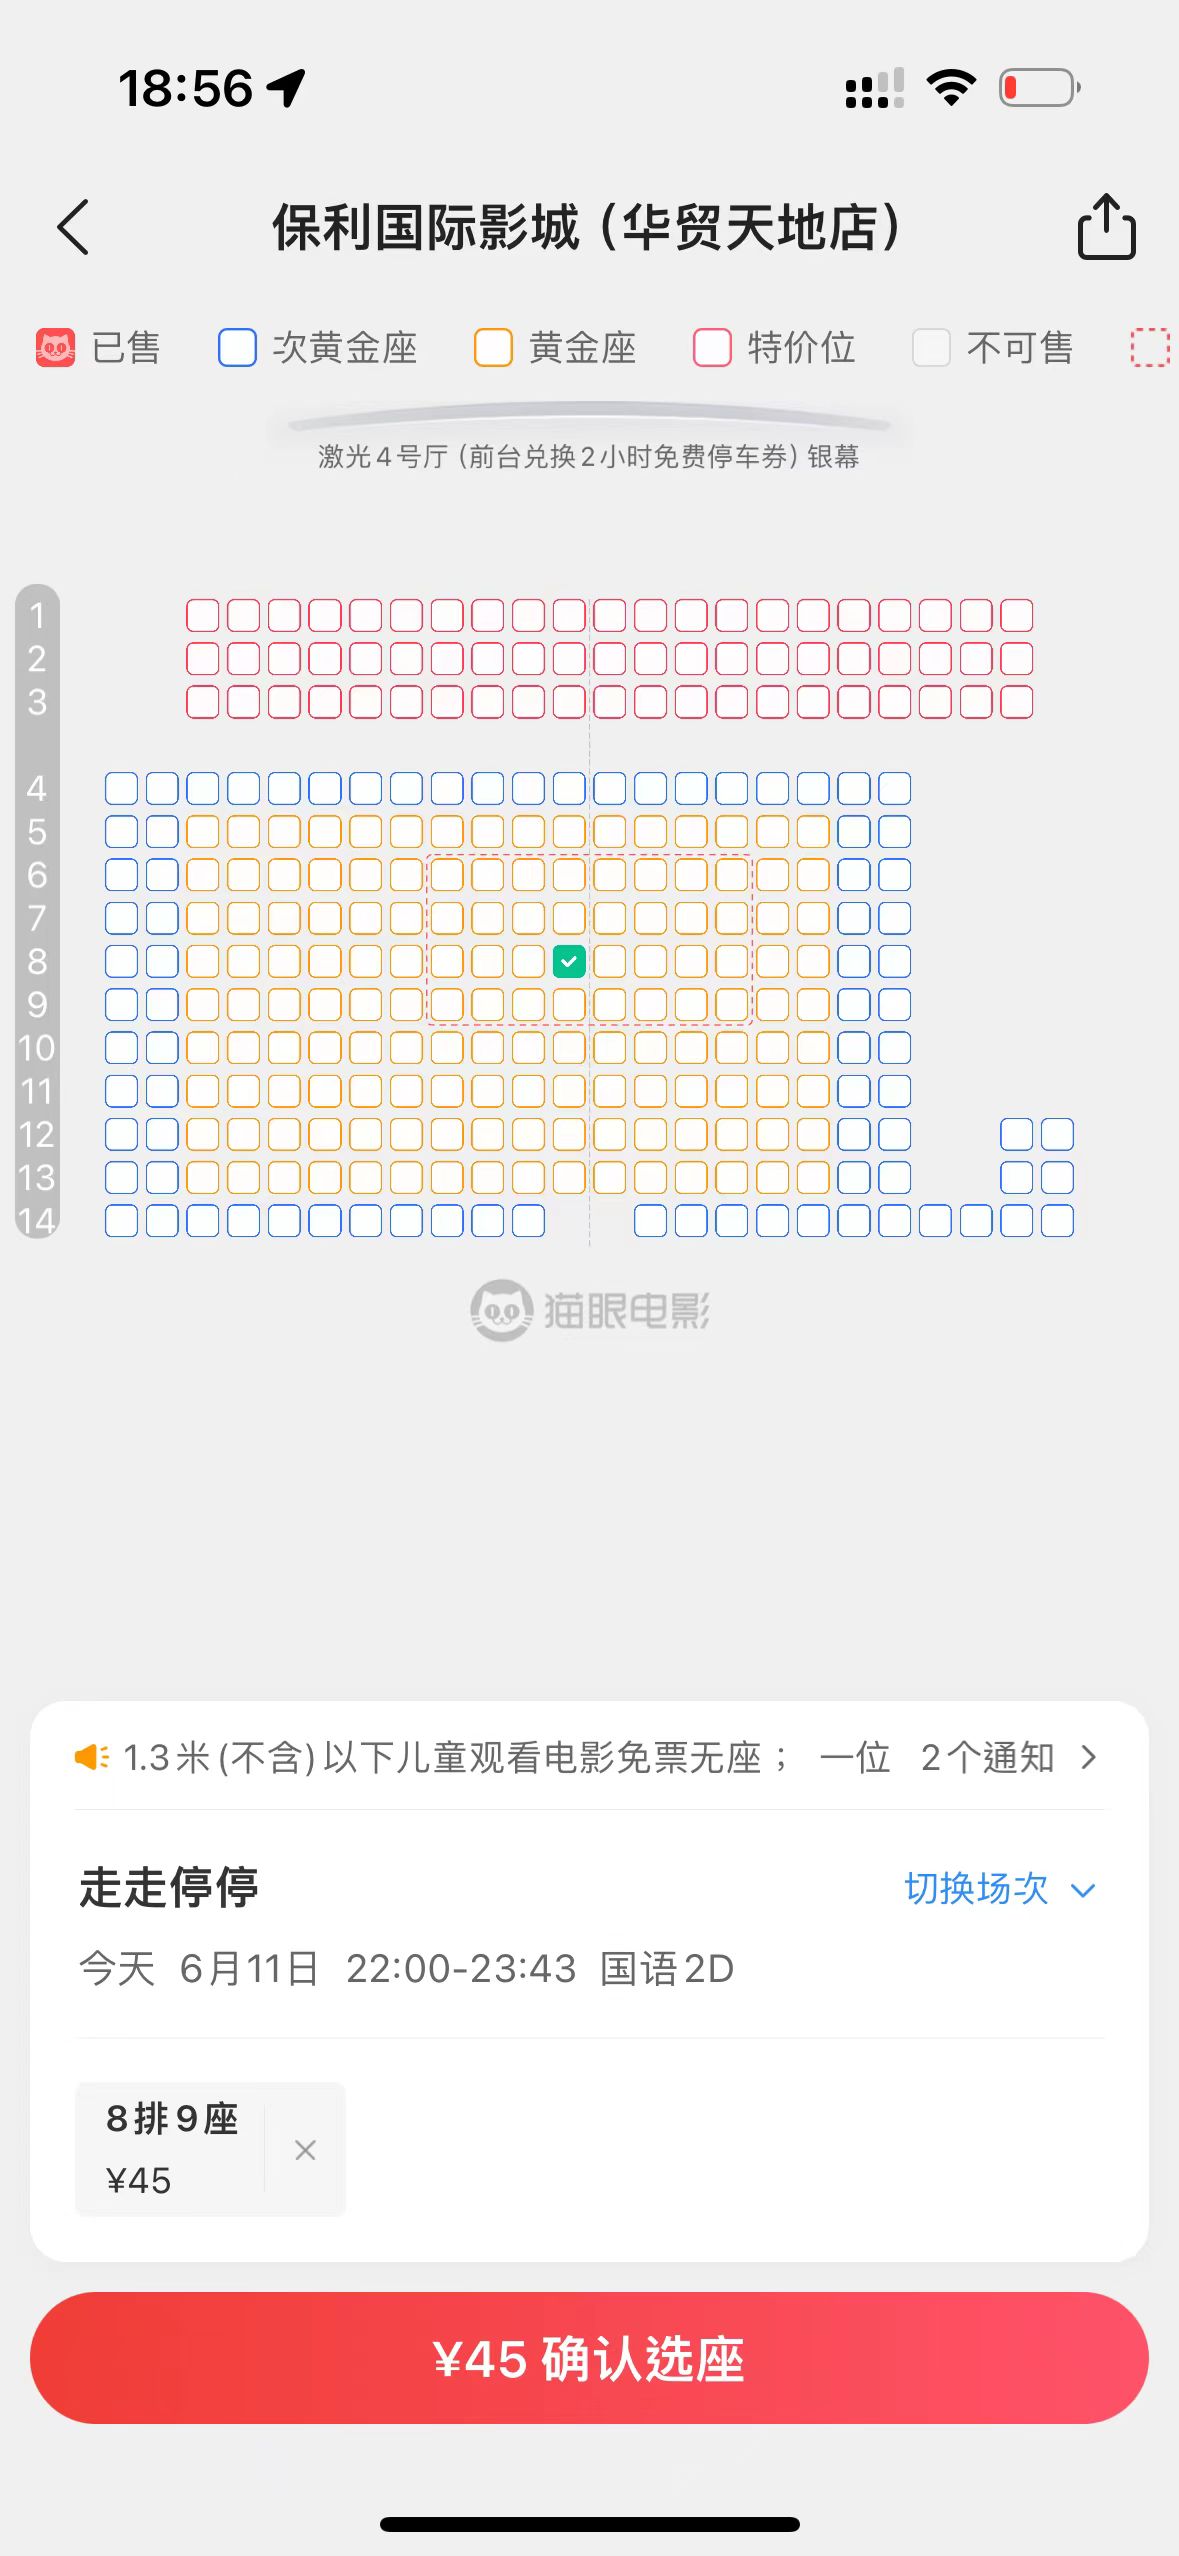 18:56
保利国际影城（华贸天地店）
已售 次黄金座 黄金座 特价位 不可售
激光4号厅（前台兑换2小时免费停车券）银幕
1
2
3
4
5
6
7
8
9
10
11
12
13
14
猫眼电影
1.3米(不含)以下儿童观看电影免票无座； 一位 2个通知
走走停停 切换场次
今天 6月11日 22:00-23:43 国语2D
8排9座
¥45
¥45 确认选座